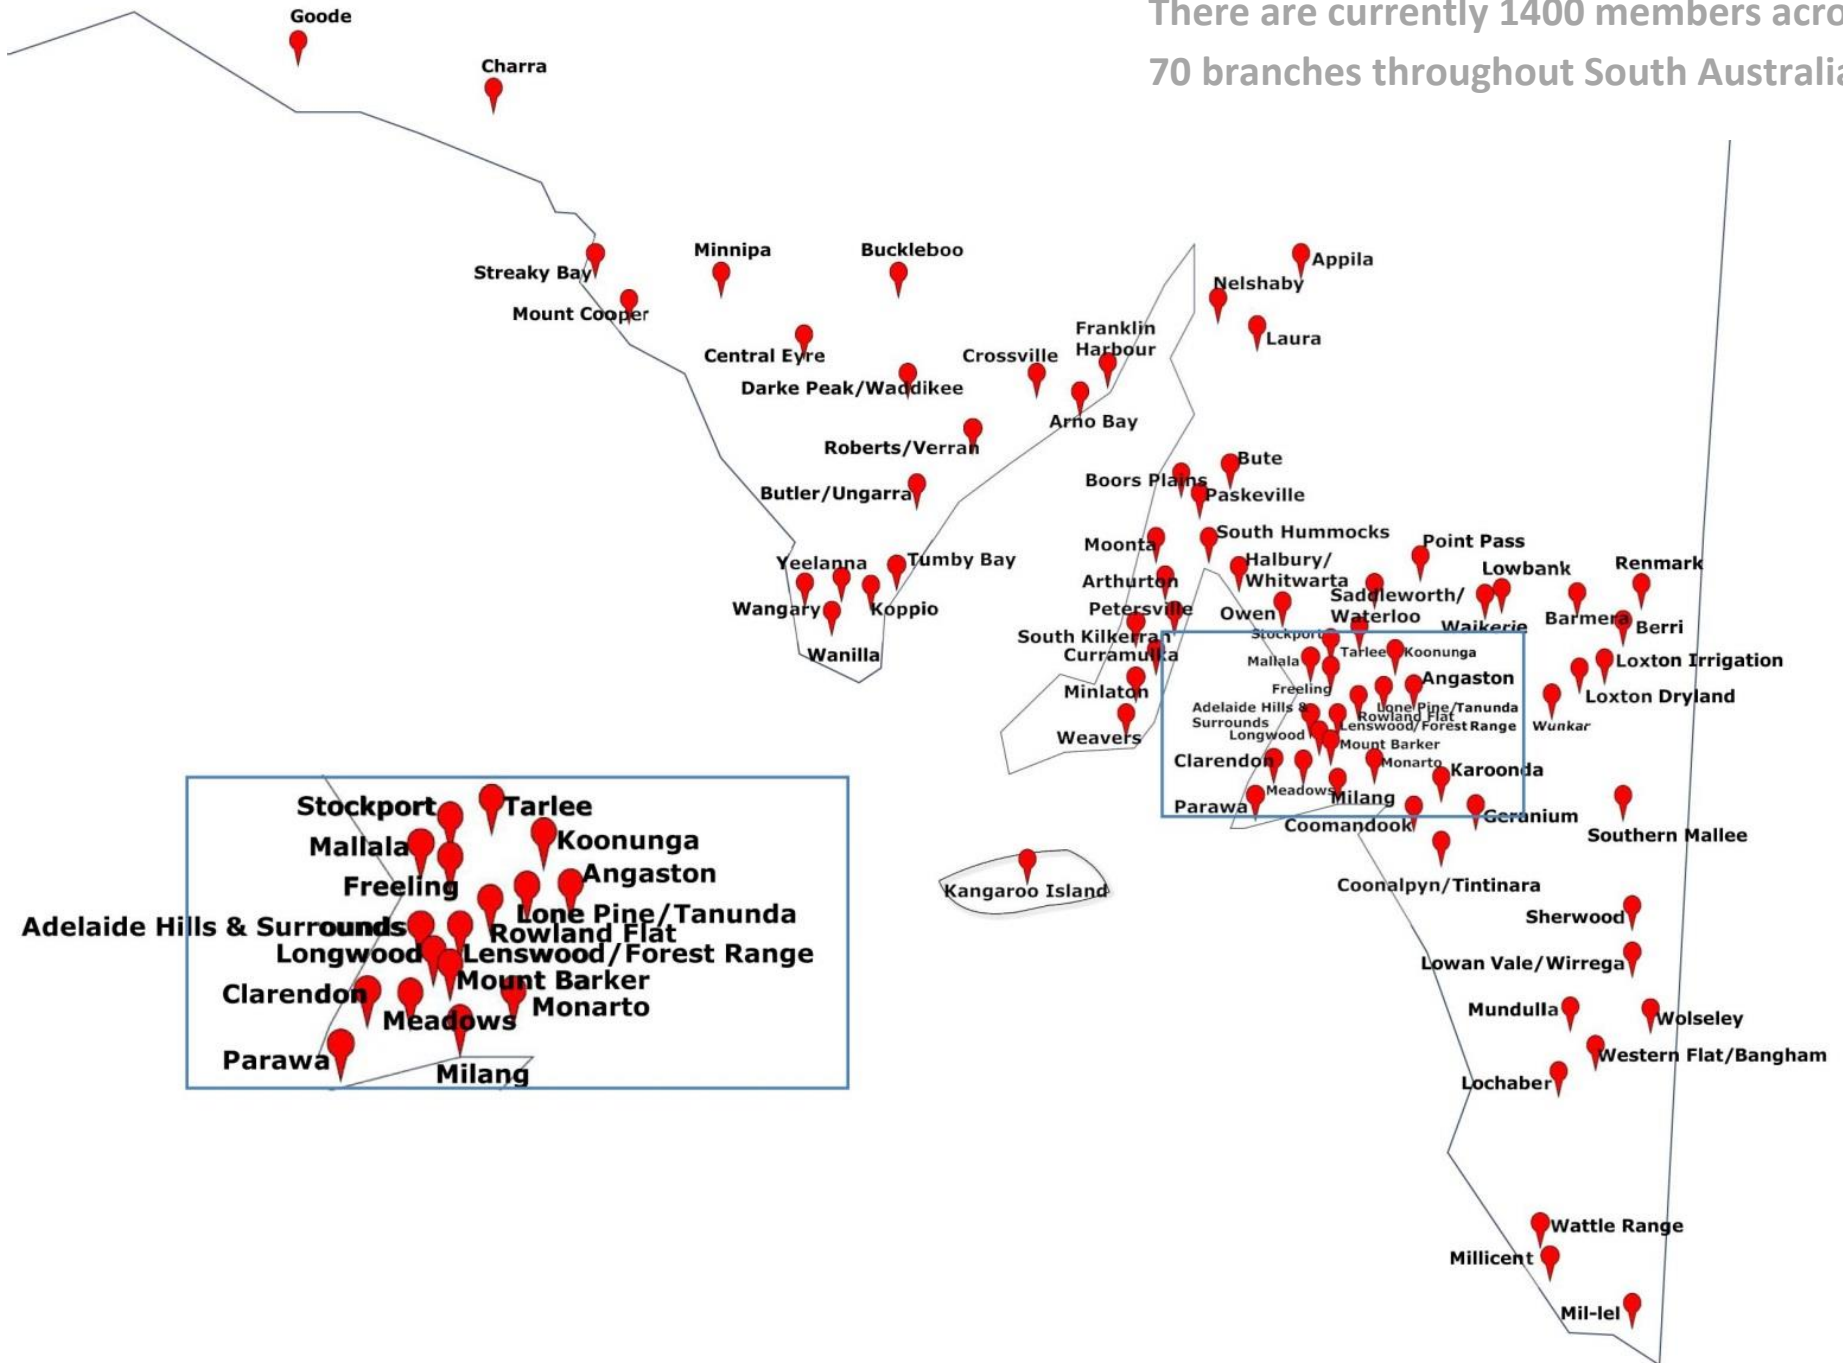 There are currently 1400 members acro
70 branches throughout South Australia
Goode
Charra
Streaky Bay
Mount Cooper
Minnipa
Buckleboo
Central Eyre
Darke Peak/Waddikee
Crossville
Franklin
Harbour
Arno Bay
Roberts/Verran
Butler/Ungarra
Yeelanna
Tumby Bay
Wangary
Koppio
Wanilla
Appila
Nelshaby
Laura
Bute
Boors Plains
Paskeville
South Hummocks
Moonta
Halbury/
Whitwarta
Arthurton
Petersville
Owen
South Kilkerran
Curramulka
Minlaton
Weavers
Point Pass
Lowbank
Renmark
Saddleworth/
Waterloo
Waikerie
Barmera
Berri
Loxton Irrigation
Loxton Dryland
Wunkar
Stockport
Tarlee
Koonunga
Mallala
Angaston
Freeling
Lone Pine/Tanunda
Adelaide Hills &
Surrounds
Rowland Flat
Lenswood/Forest Range
Longwood
Mount Barker
Clarendon
Monarto
Karoonda
Meadows
Milang
Parawa
Geranium
Coomandook
Southern Mallee
Coonalpyn/Tintinara
Kangaroo Island
Sherwood
Lowan Vale/Wirrega
Mundulla
Wolseley
Western Flat/Bangham
Lochaber
Wattle Range
Millicent
Mil-lel
Stockport
Tarlee
Mallala
Koonunga
Freeling
Angaston
Lone Pine/Tanunda
Adelaide Hills & Surrounds
Rowland Flat
Longwood
Lenswood/Forest Range
Mount Barker
Clarendon
Monarto
Meadows
Parawa
Milang